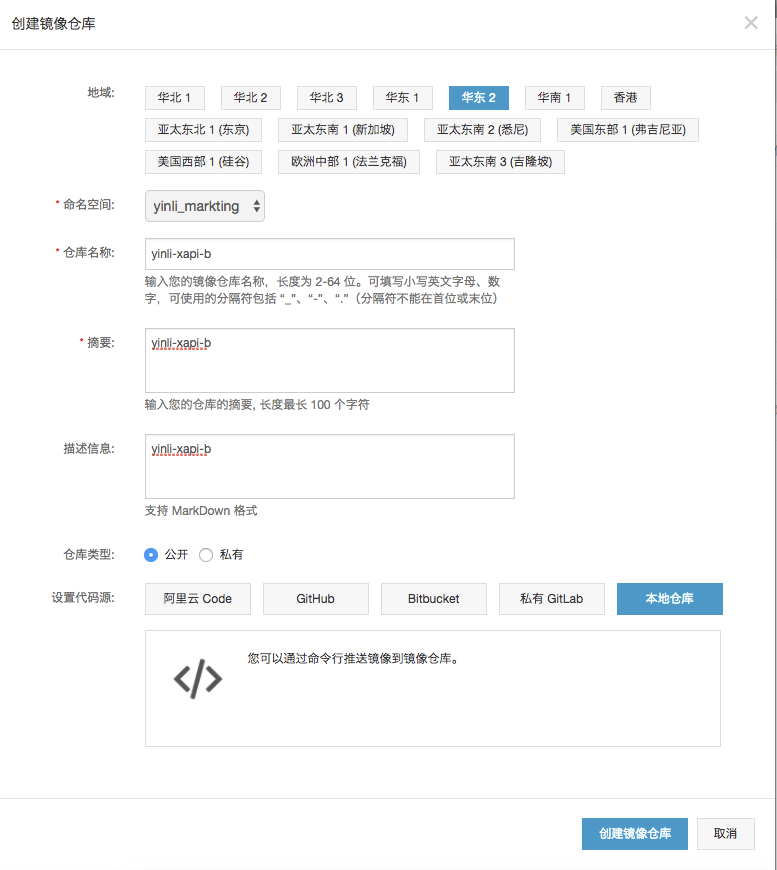 创建镜像仓库
地域: 华北 1 华北 2 华北 3 华东 1 华东 2 华南 1 香港
亚太东北 1 (东京) 亚太东南 1 (新加坡) 亚太东南 2 (悉尼) 美国东部 1 (弗吉尼亚)
美国西部 1 (硅谷) 欧洲中部 1 (法兰克福) 亚太东南 3 (吉隆坡)
* 命名空间: yinli_markting
* 仓库名称: yinli-xapi-b
输入您的镜像仓库名称，长度为 2-64 位。可填写小写英文字母、数
字，可使用的分隔符包括 “_”、“-”、“.”（分隔符不能在首位或末位）
* 摘要: yinli-xapi-b
输入您的仓库的摘要, 长度最长 100 个字符
描述信息: yinli-xapi-b
支持 MarkDown 格式
仓库类型: 公开 私有
设置代码源: 阿里云 Code GitHub Bitbucket 私有 GitLab 本地仓库
</> 您可以通过命令行推送镜像到镜像仓库。
创建镜像仓库 取消